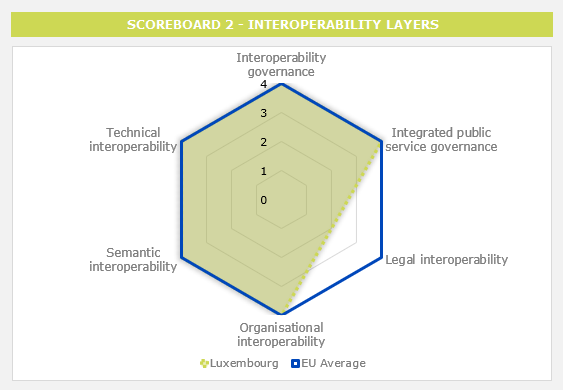 SCOREBOARD 2 - INTEROPERABILITY LAYERS
Interoperability
governance
4
3
2
1
0
Technical
interoperability
Integrated public
service governance
Semantic
interoperability
Legal interoperability
Organisational
interoperability
Luxembourg
EU Average